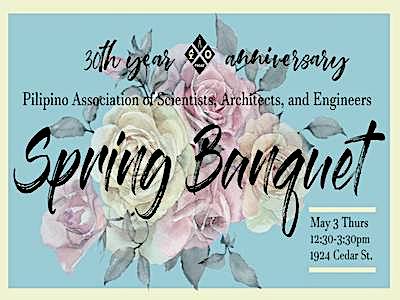 30th year anniversary
Pilipino Association of Scientists, Architects, and Engineers
Spring Banquet
May 3 Thurs
12:30-3:30pm
1924 Cedar St.